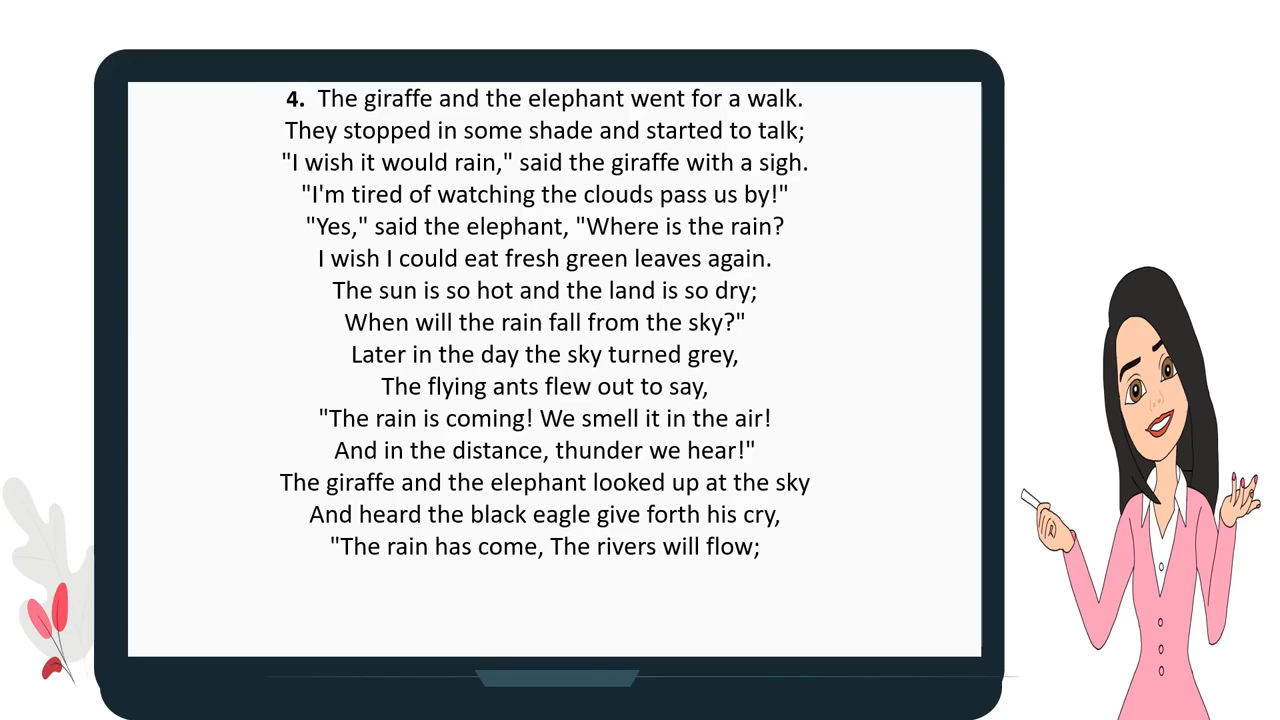 4. The giraffe and the elephant went for a walk.
They stopped in some shade and started to talk;
"I wish it would rain," said the giraffe with a sigh.
"I'm tired of watching the clouds pass us by!"
"Yes," said the elephant, "Where is the rain?
I wish I could eat fresh green leaves again.
The sun is so hot and the land is so dry;
When will the rain fall from the sky?"
Later in the day the sky turned grey,
The flying ants flew out to say,
"The rain is coming! We smell it in the air!
And in the distance, thunder we hear!"
The giraffe and the elephant looked up at the sky
And heard the black eagle give forth his cry,
"The rain has come, The rivers will flow;